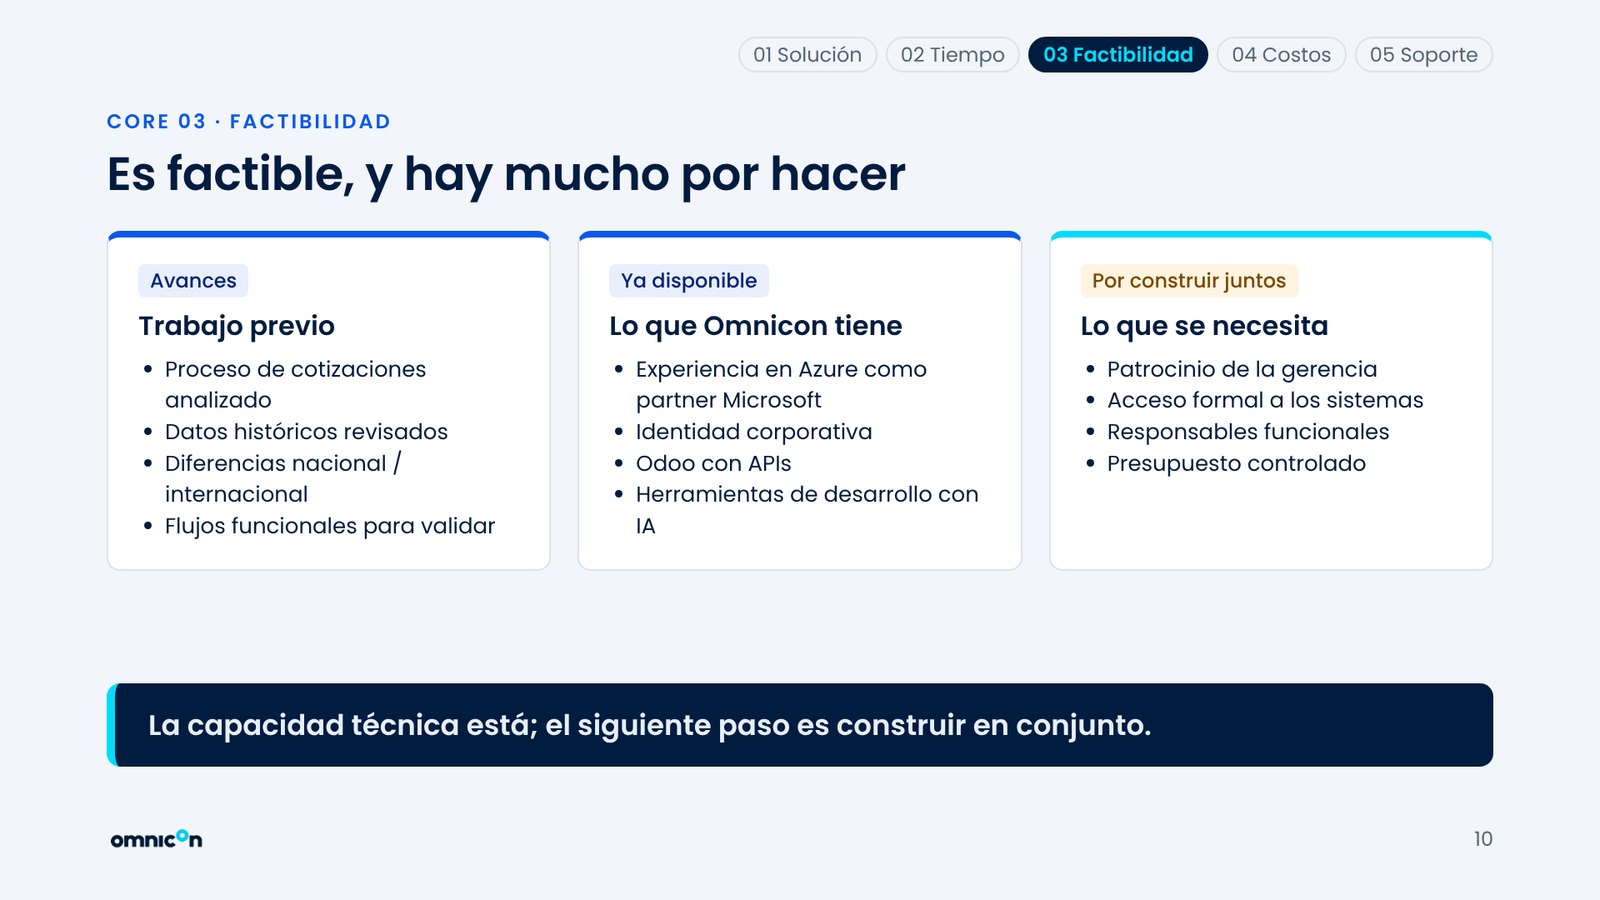 01 Solución
02 Tiempo
03 Factibilidad
04 Costos
05 Soporte
CORE 03 · FACTIBILIDAD
Es factible, y hay mucho por hacer
Avances
Trabajo previo
• Proceso de cotizaciones
analizado
• Datos históricos revisados
• Diferencias nacional /
internacional
• Flujos funcionales para validar
Ya disponible
Lo que Omnicon tiene
• Experiencia en Azure como
partner Microsoft
• Identidad corporativa
• Odoo con APIs
• Herramientas de desarrollo con
IA
Por construir juntos
Lo que se necesita
• Patrocinio de la gerencia
• Acceso formal a los sistemas
• Responsables funcionales
• Presupuesto controlado
La capacidad técnica está; el siguiente paso es construir en conjunto.
omnicon
10